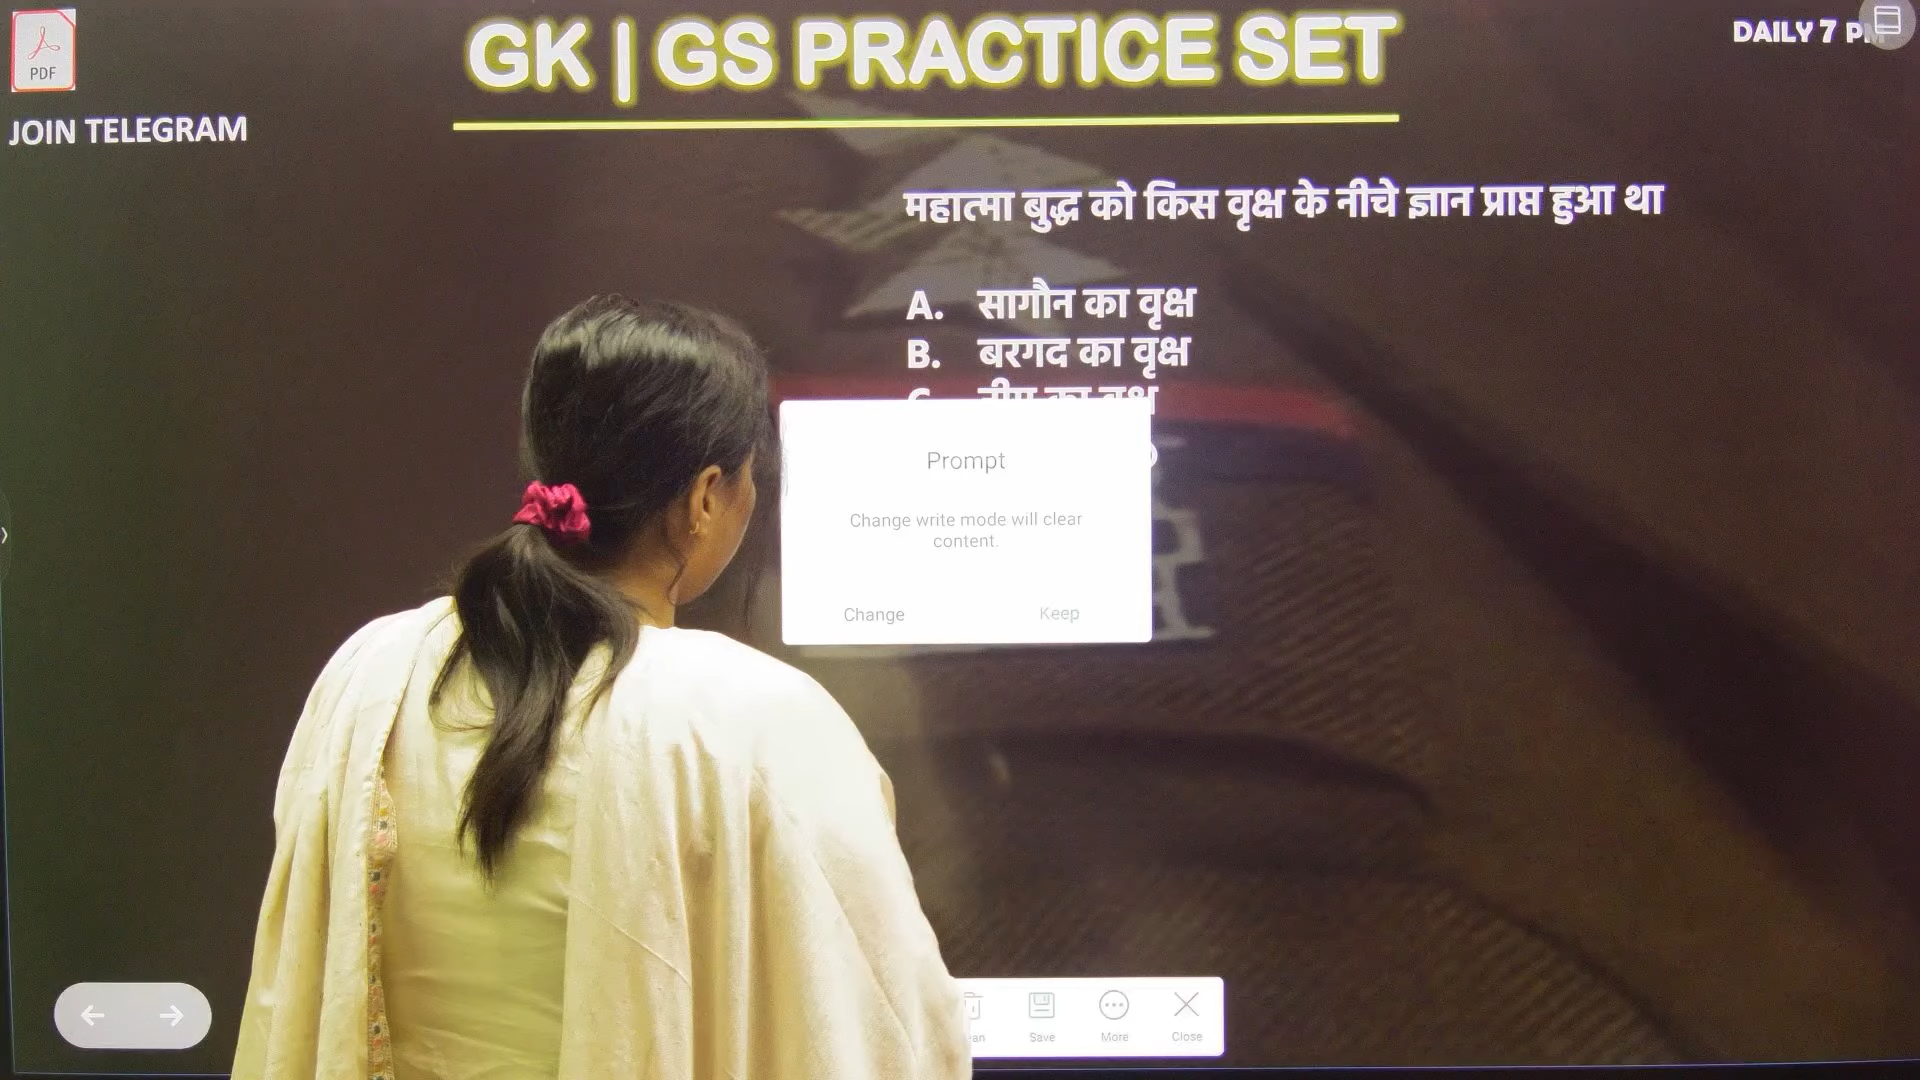 PDF
GK | GS PRACTICE SET
DAILY 7 PM
JOIN TELEGRAM
महात्मा बुद्ध को किस वृक्ष के नीचे ज्ञान प्राप्त हुआ था
A. सागौन का वृक्ष
B. बरगद का वृक्ष
Prompt
Change write mode will clear
content.
Change Keep
Save More Close